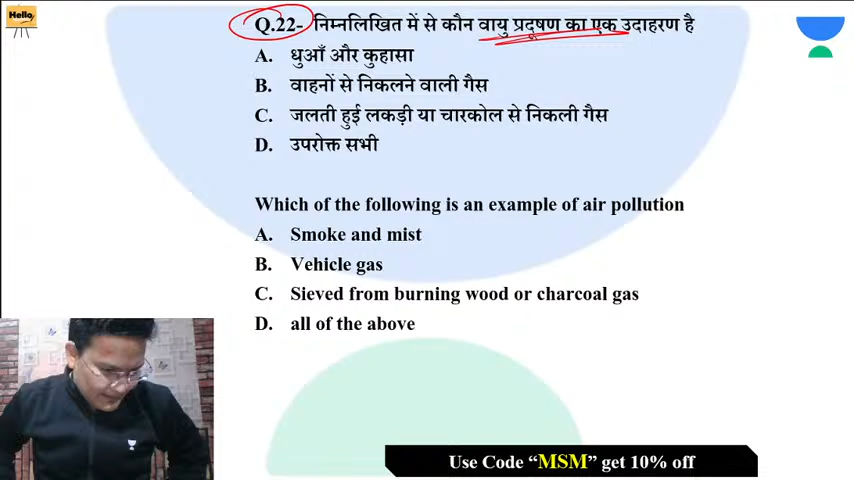 Hello
Q.22- निम्नलिखित में से कौन वायु प्रदूषण का एक उदाहरण है
A. धुआँ और कुहासा
B. वाहनों से निकलने वाली गैस
C. जलती हुई लकड़ी या चारकोल से निकली गैस
D. उपरोक्त सभी
Which of the following is an example of air pollution
A. Smoke and mist
B. Vehicle gas
C. Sieved from burning wood or charcoal gas
D. all of the above
Use Code “MSM” get 10% off